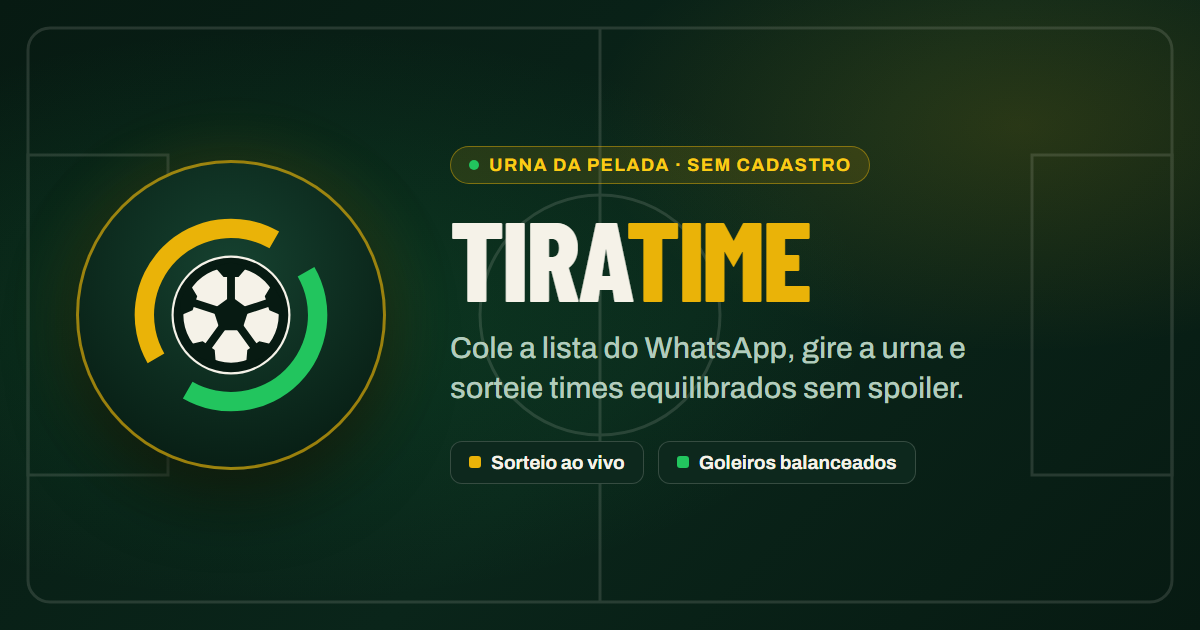 URNA DA PELADA · SEM CADASTRO
TIRATIME
Cole a lista do WhatsApp, gire a urna e
sorteie times equilibrados sem spoiler.
Sorteio ao vivo
Goleiros balanceados